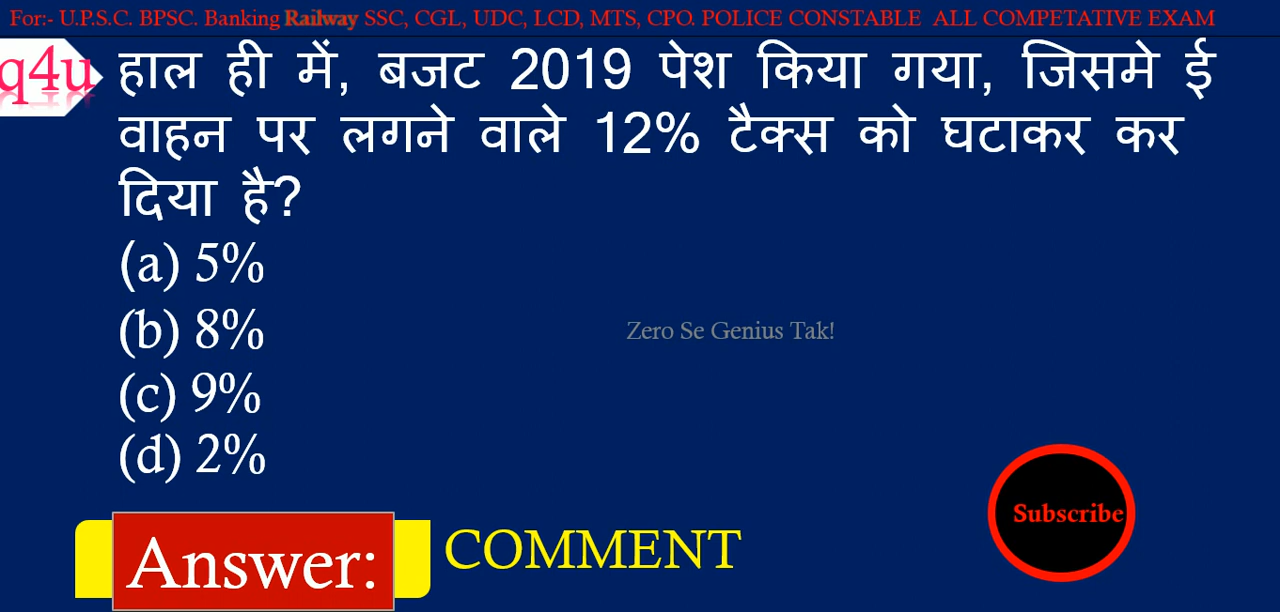 For:- U.P.S.C. BPSC. Banking Railway SSC, CGL, UDC, LCD, MTS, CPO. POLICE CONSTABLE ALL COMPETATIVE EXAM
q4u
हाल ही में, बजट 2019 पेश किया गया, जिसमे ई
वाहन पर लगने वाले 12% टैक्स को घटाकर कर
दिया है?
(a) 5%
(b) 8%
Zero Se Genius Tak!
(c) 9%
(d) 2%
Subscribe
Answer: COMMENT